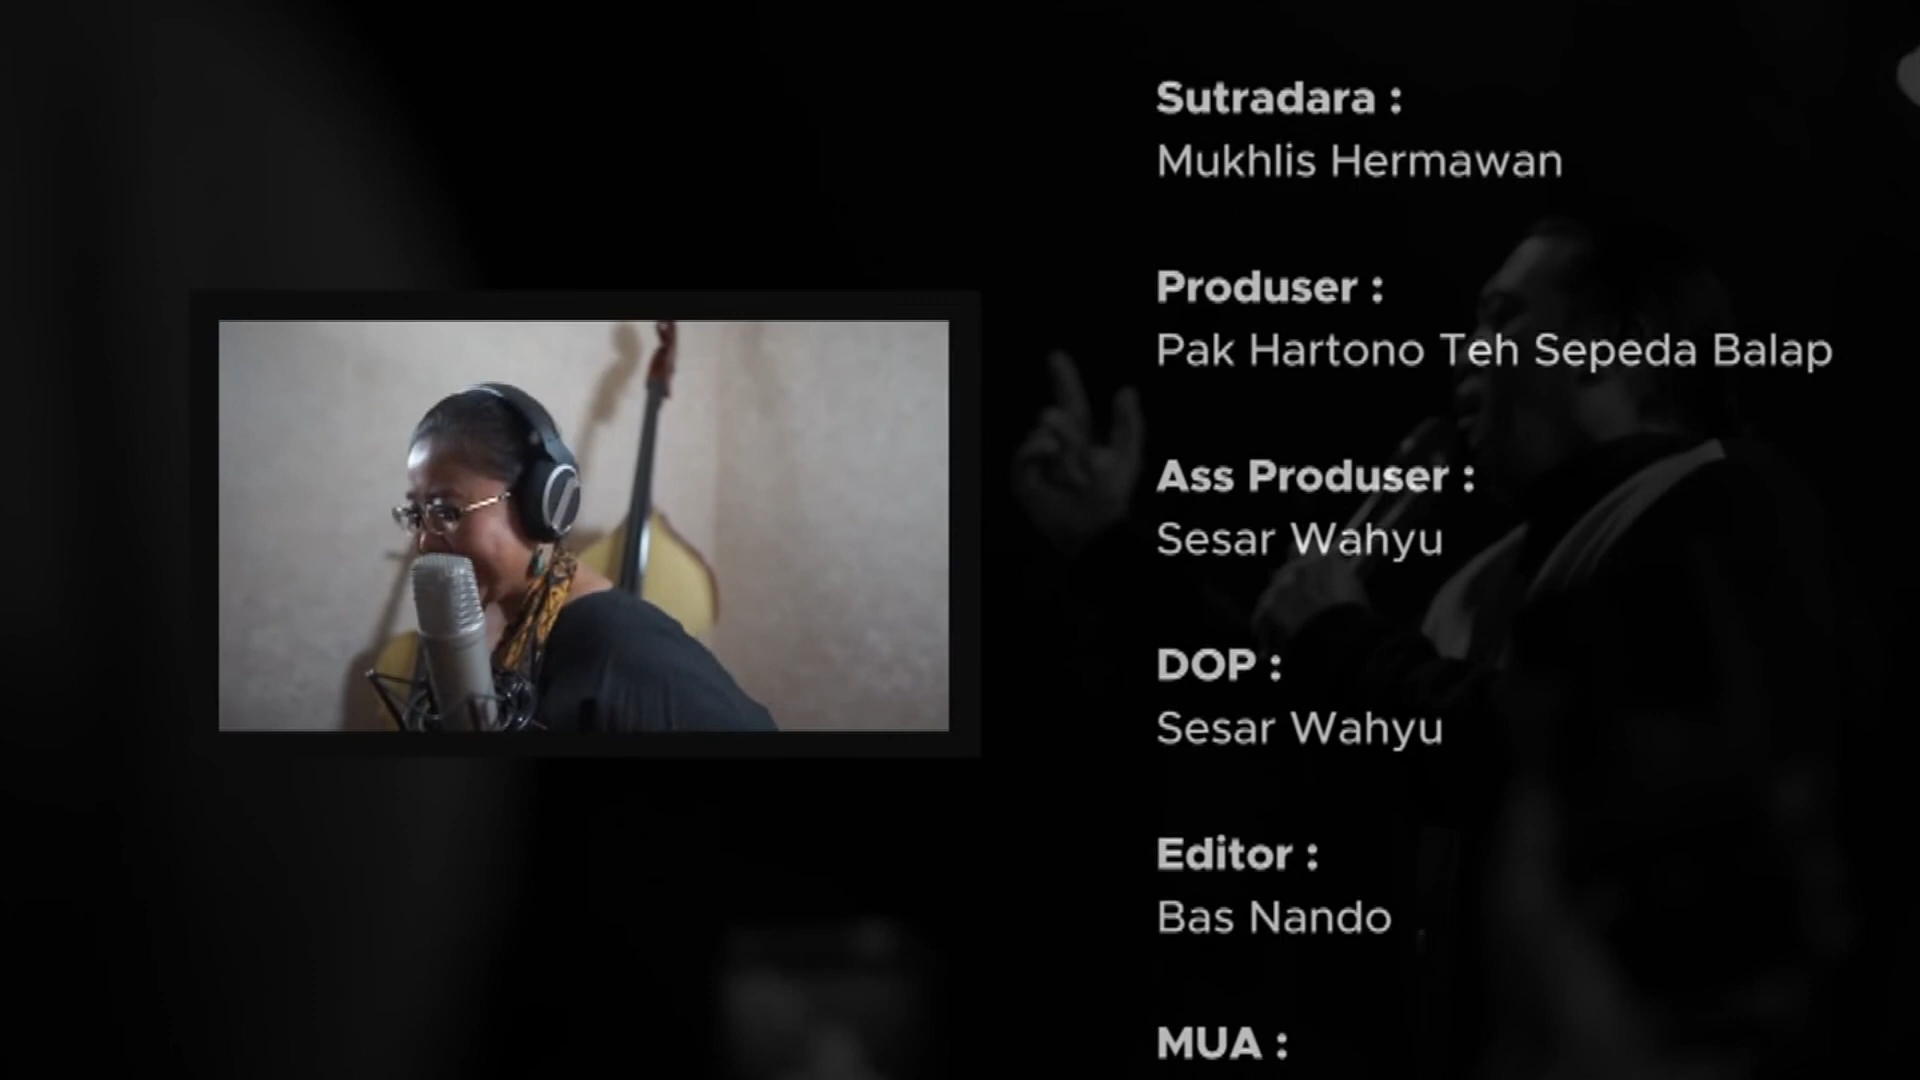 Sutradara :
Mukhlis Hermawan
Produser :
Pak Hartono Teh Sepeda Balap
Ass Produser :
Sesar Wahyu
DOP :
Sesar Wahyu
Editor :
Bas Nando
MUA :